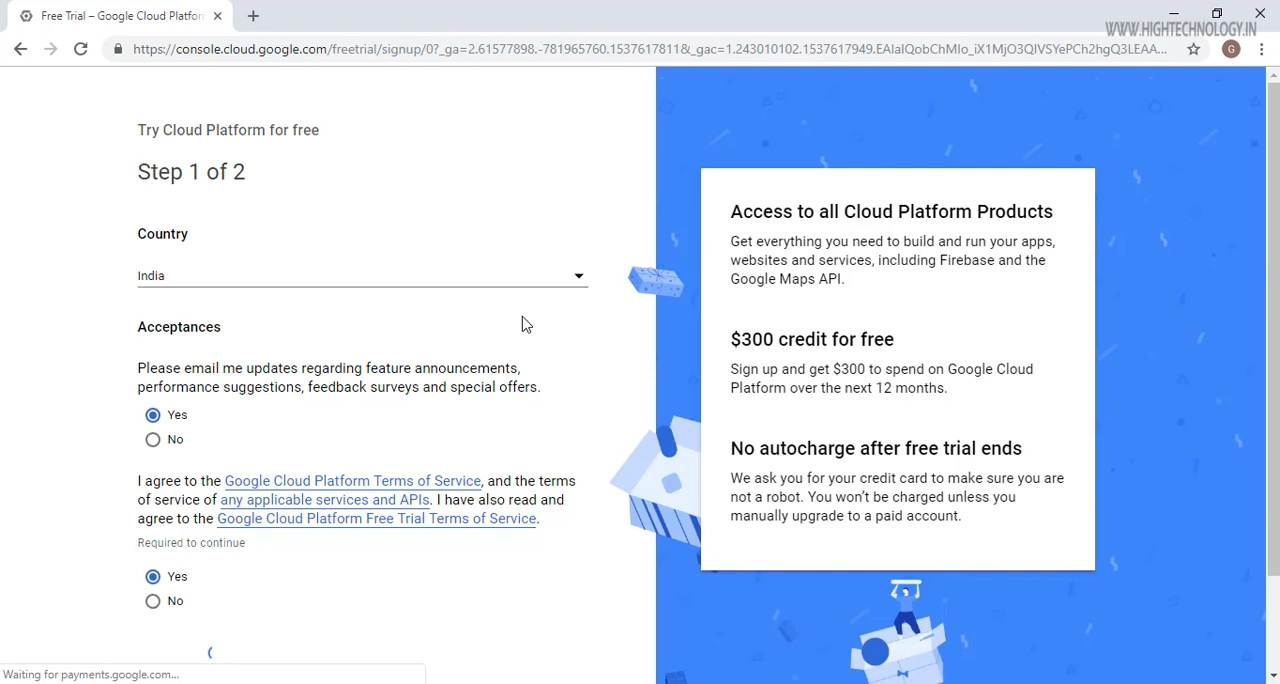 Free Trial – Google Cloud Platform
WWW.HIGHTECHNOLOGY.IN
https://console.cloud.google.com/freetrial/signup/0?_ga=2.61577898.-781965760.1537617811&_gac=1.243010102.1537617949.EAIaIQobChMIo_iX1MjO3QIVSYePCh2hgQ3LEAA...
G
Try Cloud Platform for free
Step 1 of 2
Country
India
Acceptances
Please email me updates regarding feature announcements,
performance suggestions, feedback surveys and special offers.
Yes
No
I agree to the Google Cloud Platform Terms of Service, and the terms
of service of any applicable services and APIs. I have also read and
agree to the Google Cloud Platform Free Trial Terms of Service.
Required to continue
Yes
No
Waiting for payments.google.com...
Access to all Cloud Platform Products
Get everything you need to build and run your apps,
websites and services, including Firebase and the
Google Maps API.
$300 credit for free
Sign up and get $300 to spend on Google Cloud
Platform over the next 12 months.
No autocharge after free trial ends
We ask you for your credit card to make sure you are
not a robot. You won't be charged unless you
manually upgrade to a paid account.